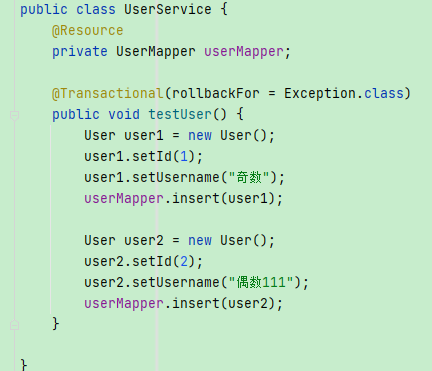 public class UserService {
@Resource
private UserMapper userMapper;
@Transactional(rollbackFor = Exception.class)
public void testUser() {
User user1 = new User();
user1.setId(1);
user1.setUsername("奇数");
userMapper.insert(user1);
User user2 = new User();
user2.setId(2);
user2.setUsername("偶数111");
userMapper.insert(user2);
}
}